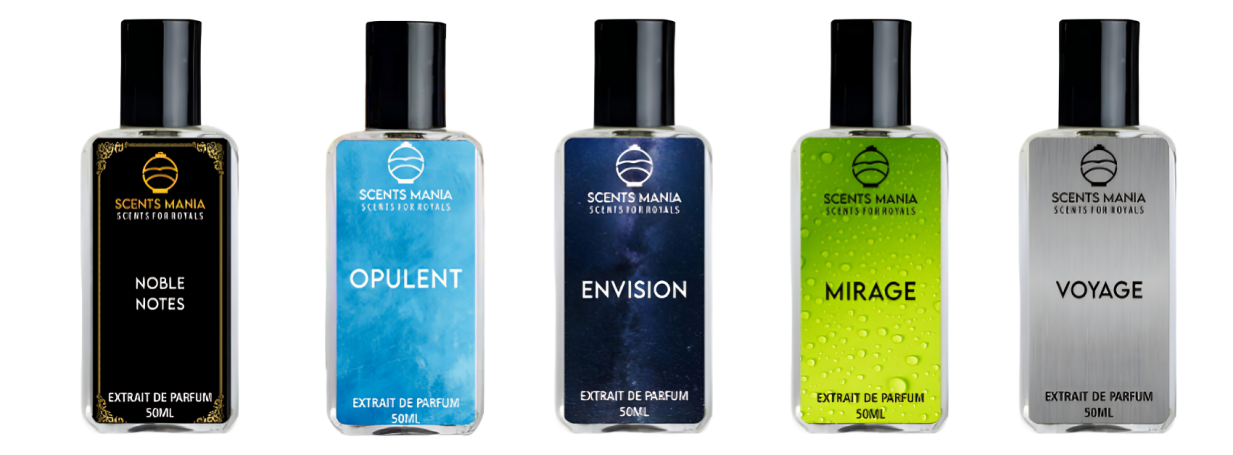 SCENTS MANIA
SCENTS FOR ROYALS
NOBLE
NOTES
EXTRAIT DE PARFUM
50ML
SCENTS MANIA
SCENTS FOR ROYALS
OPULENT
EXTRAIT DE PARFUM
50ML
SCENTS MANIA
SCENTS FOR ROYALS
ENVISION
EXTRAIT DE PARFUM
50ML
SCENTS MANIA
SCENTS FOR ROYALS
MIRAGE
EXTRAIT DE PARFUM
50ML
SCENTS MANIA
SCENTS FOR ROYALS
VOYAGE
EXTRAIT DE PARFUM
50ML